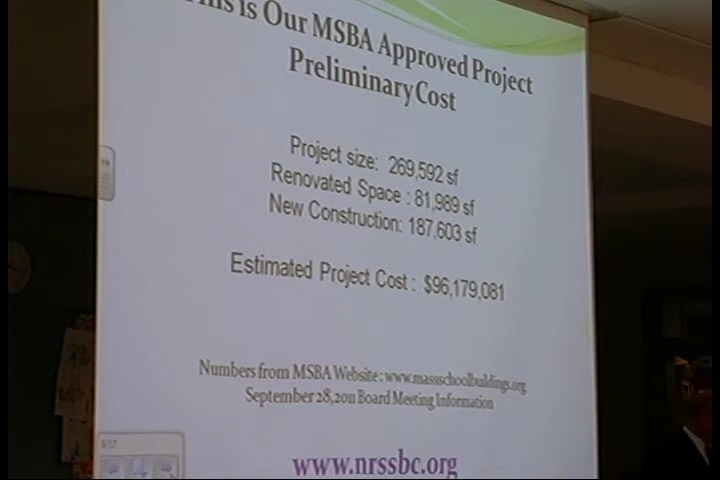 This is Our MSBA Approved Project
Preliminary Cost
Project size: 269,592 sf
Renovated Space : 81,989 sf
New Construction: 187,603 sf
Estimated Project Cost : $96,179,081
Numbers from MSBA Website : www.massschoolbuildings.org
September 28,2011 Board Meeting Information
www.nrssbc.org